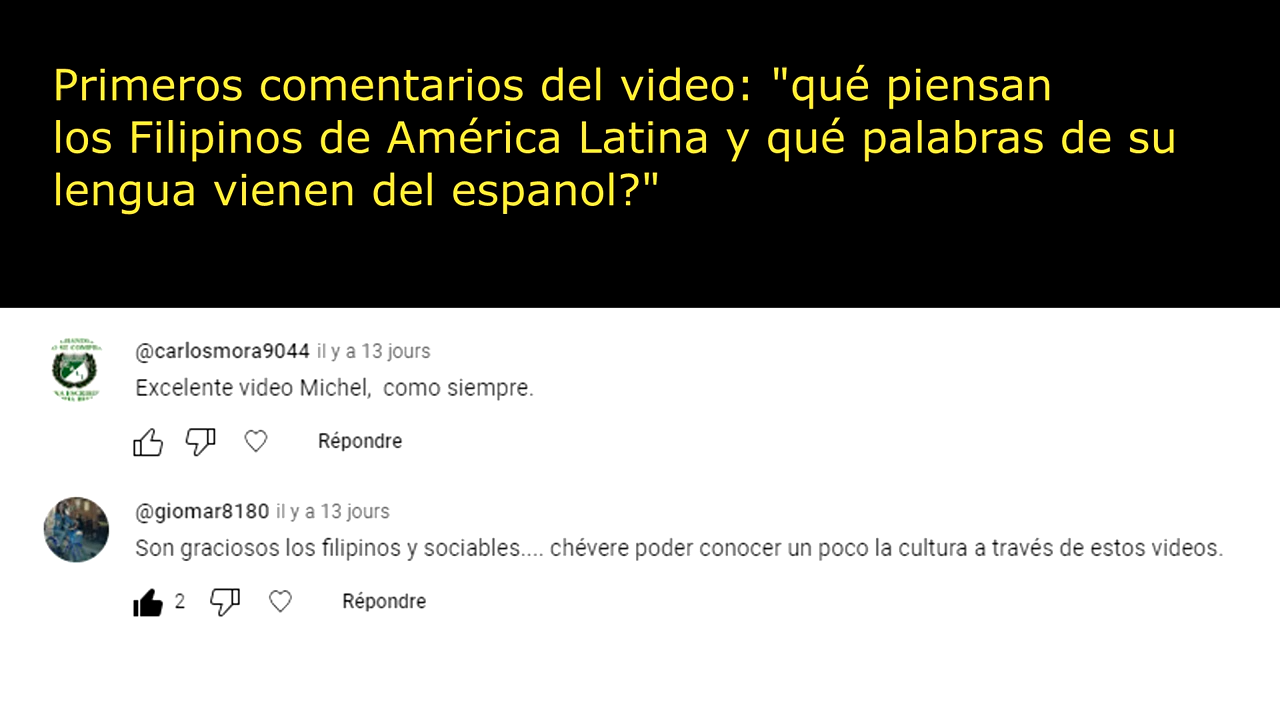 Primeros comentarios del video: "qué piensan
los Filipinos de América Latina y qué palabras de su
lengua vienen del espanol?"
@carlosmora9044 il y a 13 jours
Excelente video Michel,  como siempre.
Répondre
@giomar8180 il y a 13 jours
Son graciosos los filipinos y sociables.... chévere poder conocer un poco la cultura a través de estos videos.
2 Répondre